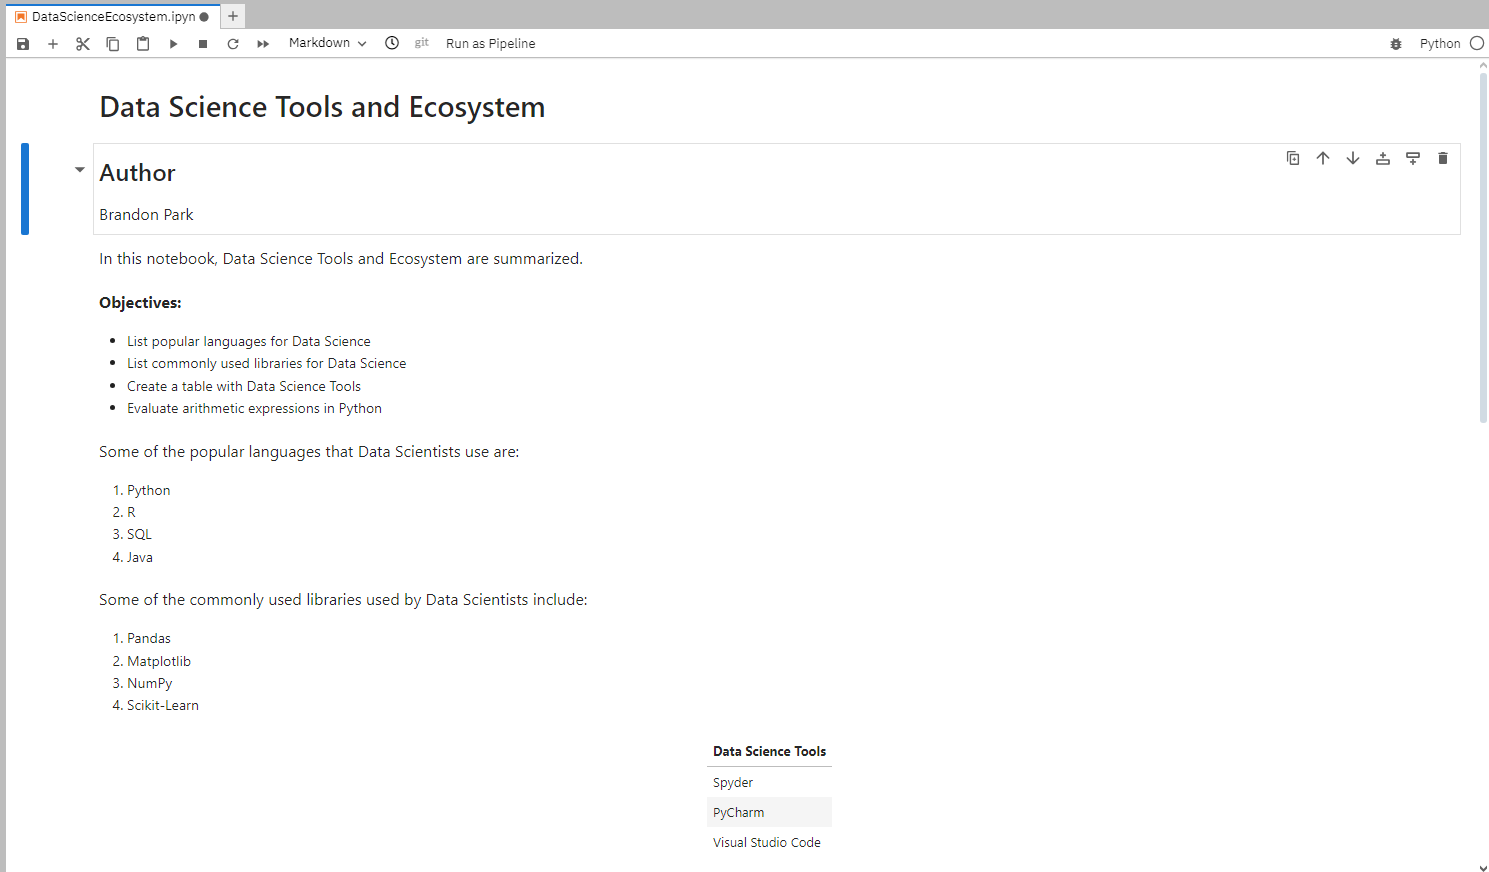 DataScienceEcosystem.ipyn
Markdown
git
Run as Pipeline
Python
Data Science Tools and Ecosystem
Author
Brandon Park
In this notebook, Data Science Tools and Ecosystem are summarized.
Objectives:
List popular languages for Data Science
List commonly used libraries for Data Science
Create a table with Data Science Tools
Evaluate arithmetic expressions in Python
Some of the popular languages that Data Scientists use are:
1. Python
2. R
3. SQL
4. Java
Some of the commonly used libraries used by Data Scientists include:
1. Pandas
2. Matplotlib
3. NumPy
4. Scikit-Learn
Data Science Tools
Spyder
PyCharm
Visual Studio Code